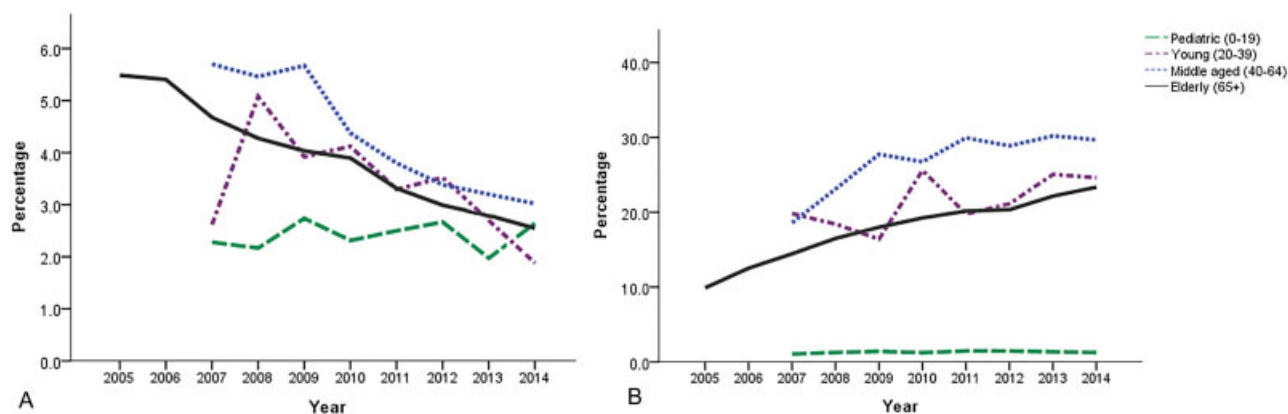 6.0
5.0
4.0
3.0
2.0
1.0
0.0
Percentage
2005 2006 2007 2008 2009 2010 2011 2012 2013 2014
Year
A
40.0
30.0
20.0
10.0
0.0
Percentage
2005 2006 2007 2008 2009 2010 2011 2012 2013 2014
Year
B
Pediatric (0-19)
Young (20-39)
Middle aged (40-64)
Elderly (65+)